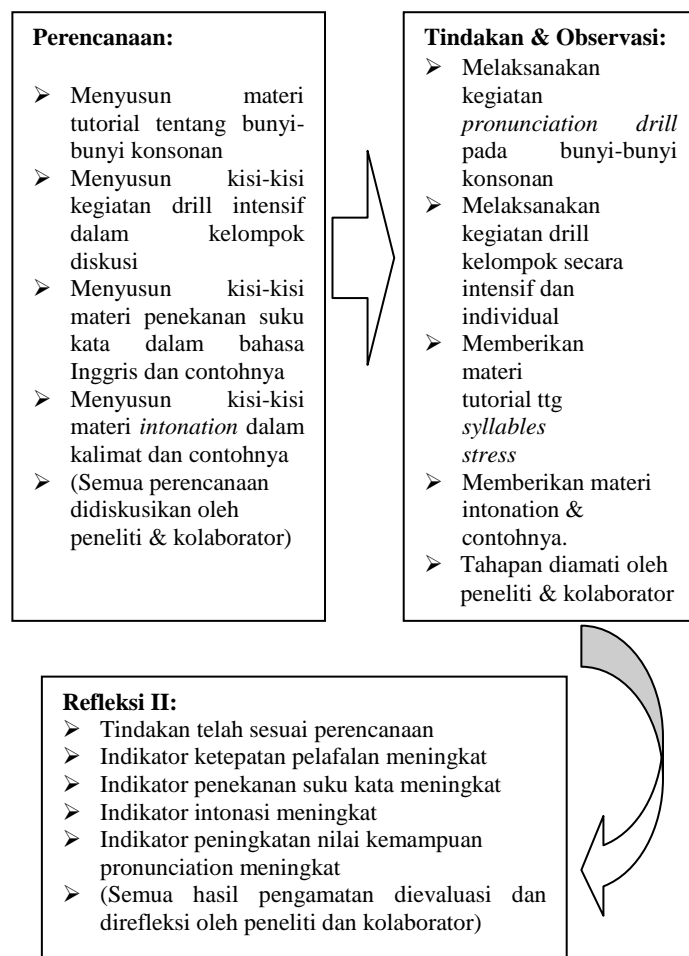 Perencanaan:
➢ Menyusun materi
tutorial tentang bunyi-
bunyi konsonan
➢ Menyusun kisi-kisi
kegiatan drill intensif
dalam kelompok
diskusi
➢ Menyusun kisi-kisi
materi penekanan suku
kata dalam bahasa
Inggris dan contohnya
➢ Menyusun kisi-kisi
materi intonation dalam
kalimat dan contohnya
➢ (Semua perencanaan
didiskusikan oleh
peneliti & kolaborator)
Tindakan & Observasi:
➢ Melaksanakan
kegiatan
pronunciation drill
pada bunyi-bunyi
konsonan
➢ Melaksanakan
kegiatan drill
kelompok secara
intensif dan
individual
➢ Memberikan
materi
tutorial ttg
syllables
stress
➢ Memberikan materi
intonation &
contohnya.
➢ Tahapan diamati oleh
peneliti & kolaborator
Refleksi II:
➢ Tindakan telah sesuai perencanaan
➢ Indikator ketepatan pelafalan meningkat
➢ Indikator penekanan suku kata meningkat
➢ Indikator intonasi meningkat
➢ Indikator peningkatan nilai kemampuan
pronunciation meningkat
➢ (Semua hasil pengamatan dievaluasi dan
direfleksi oleh peneliti dan kolaborator)